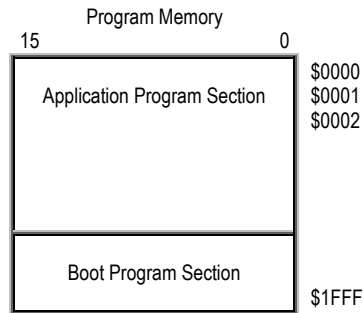 Program Memory
15 0
Application Program Section
$0000
$0001
$0002
Boot Program Section
$1FFF